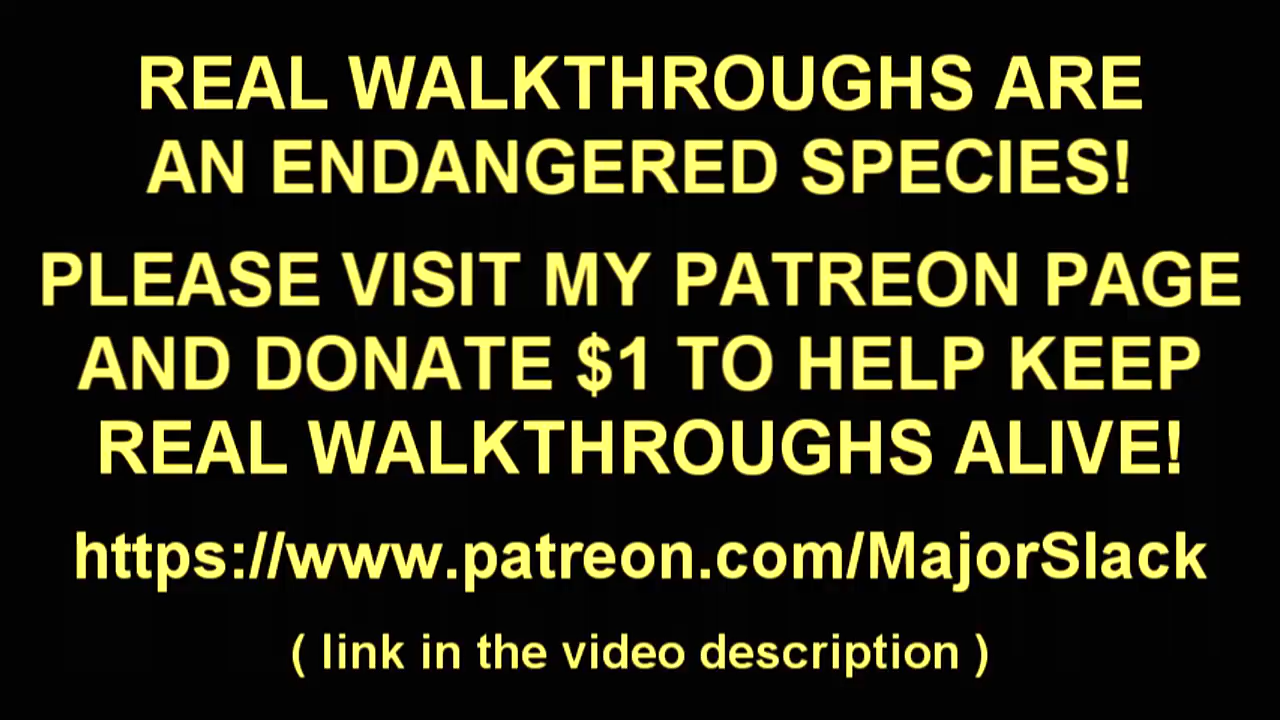 REAL WALKTHROUGHS ARE
AN ENDANGERED SPECIES!
PLEASE VISIT MY PATREON PAGE
AND DONATE $1 TO HELP KEEP
REAL WALKTHROUGHS ALIVE!
https://www.patreon.com/MajorSlack
( link in the video description )